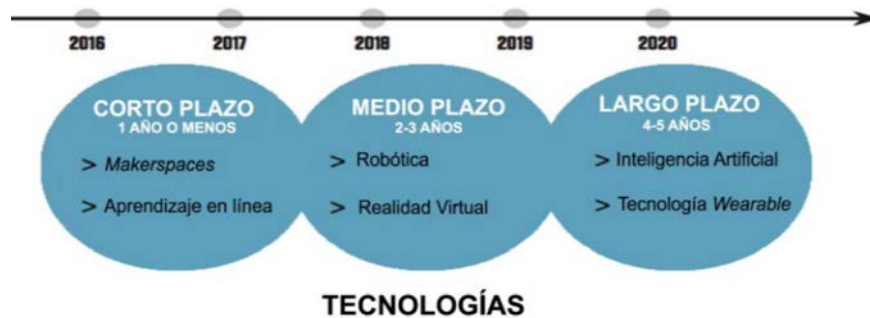 2016 2017 2018 2019 2020
CORTO PLAZO
1 AÑO O MENOS
> Makerspaces
> Aprendizaje en línea
MEDIO PLAZO
2-3 AÑOS
> Robótica
> Realidad Virtual
LARGO PLAZO
4-5 AÑOS
> Inteligencia Artificial
> Tecnología Wearable
TECNOLOGÍAS